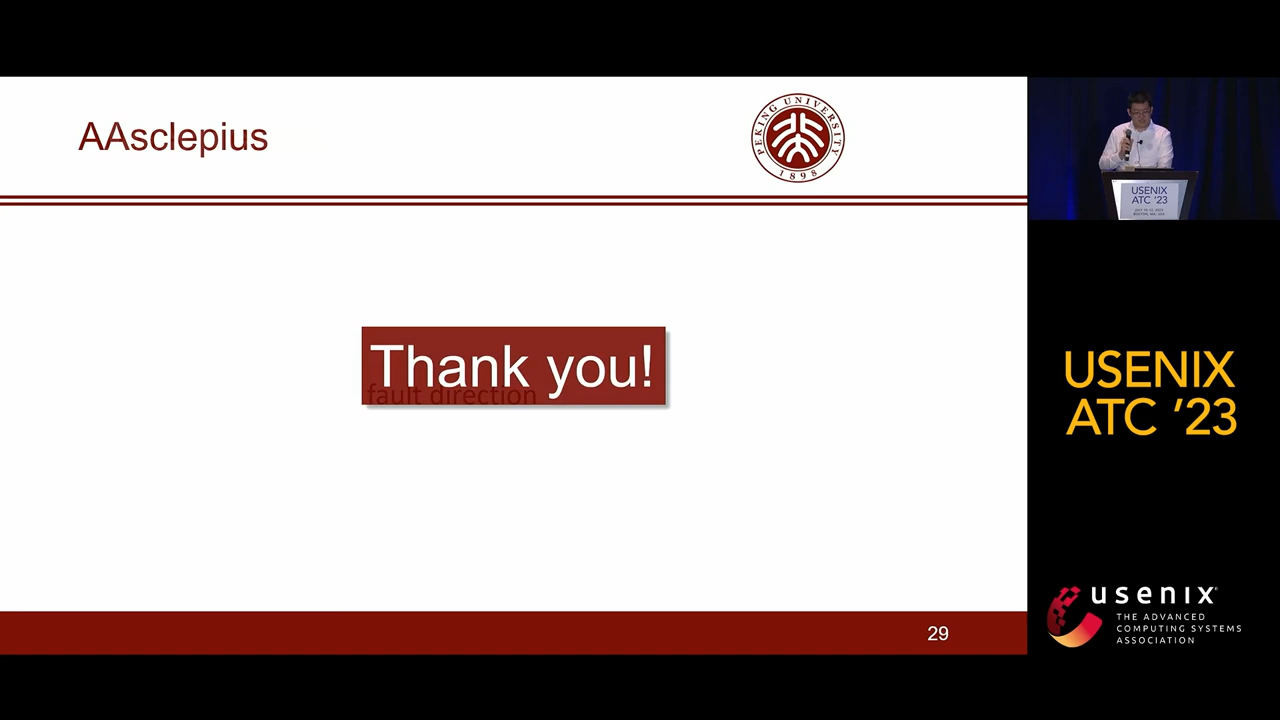 AAsclepius
PEKING UNIVERSITY
1898
Thank you!
fault direction
29
USENIX
ATC '23
USENIX
ATC '23
usenix
THE ADVANCED
COMPUTING SYSTEMS
ASSOCIATION